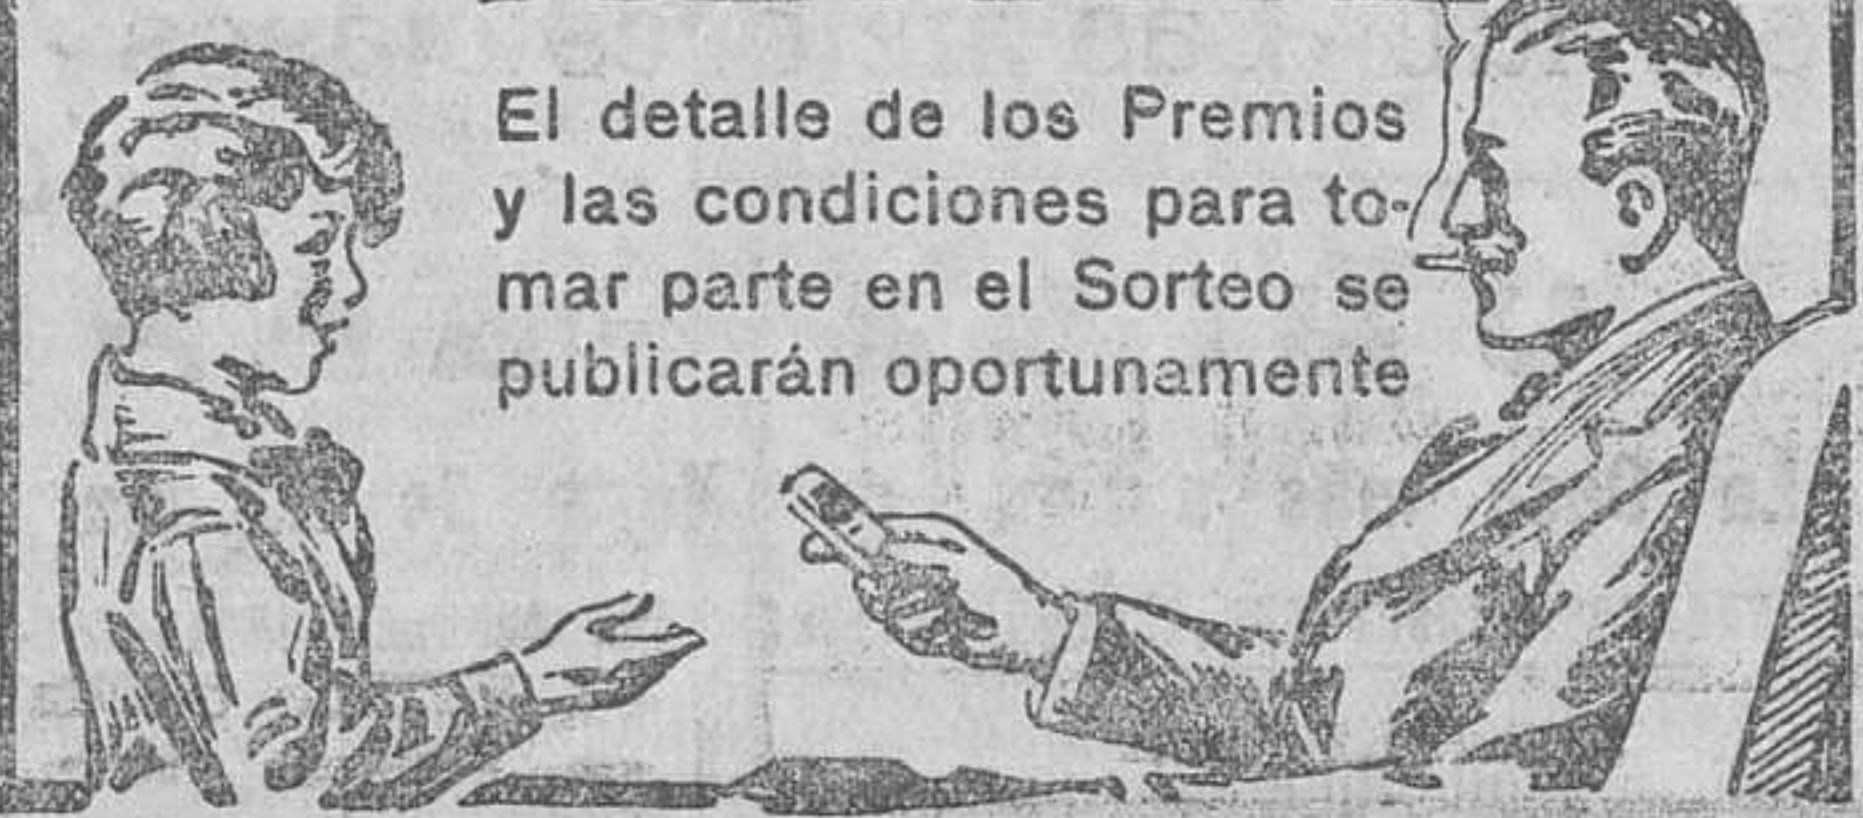 El detalle de los Premios
y las condiciones para to-
mar parte en el Sorteo se
publicarán oportunamente